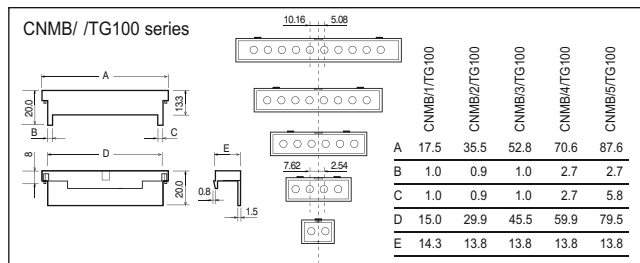 CNMB/ /TG100 series
10.16 5.08
A
20.0
13.3
B C
D E
8
20.0
0.8
1.5
7.62 2.54
CNMB/1/TG100 CNMB/2/TG100 CNMB/3/TG100 CNMB/4/TG100 CNMB/5/TG100
A 17.5 35.5 52.8 70.6 87.6
B 1.0 0.9 1.0 2.7 2.7
C 1.0 0.9 1.0 2.7 5.8
D 15.0 29.9 45.5 59.9 79.5
E 14.3 13.8 13.8 13.8 13.8